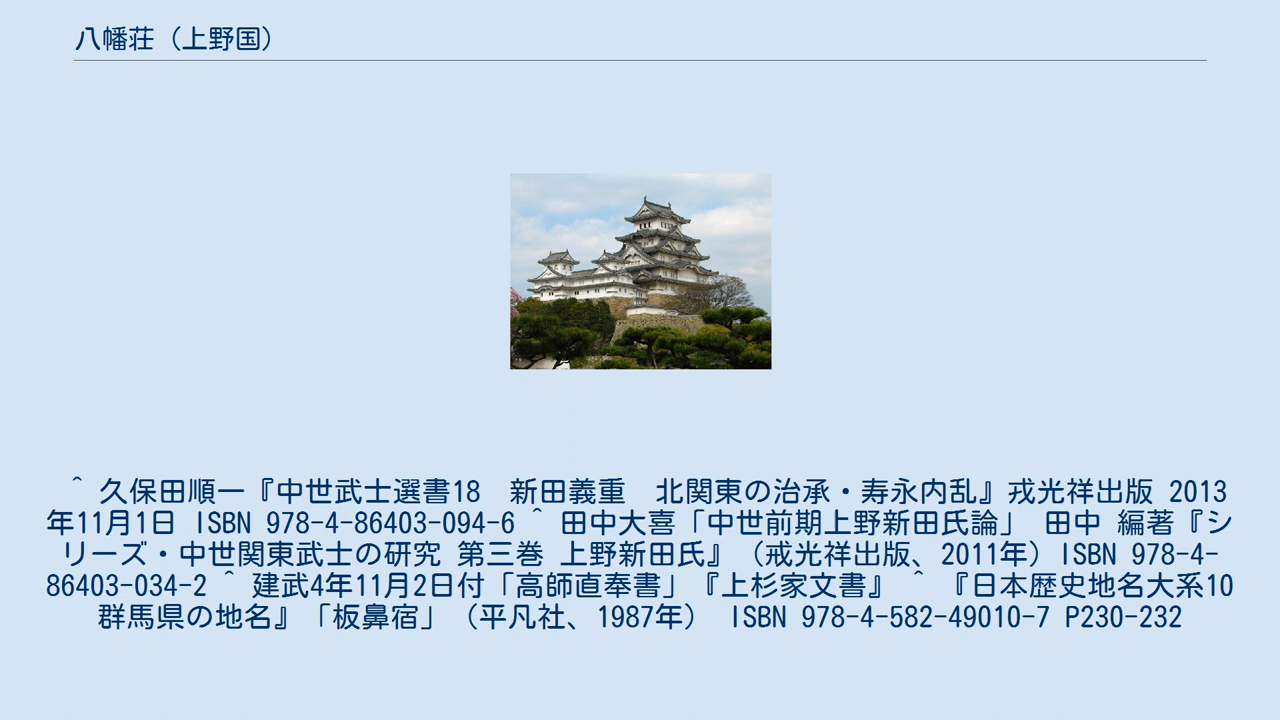 八幡荘（上野国）
^ 久保田順一『中世武士選書18　新田義重　北関東の治承・寿永内乱』戎光祥出版 2013
年11月1日 ISBN 978-4-86403-094-6 ^ 田中大喜「中世前期上野新田氏論」 田中 編著『シ
リーズ・中世関東武士の研究 第三巻 上野新田氏』（戒光祥出版、2011年）ISBN 978-4-
86403-034-2 ^ 建武4年11月2日付「高師直奉書」『上杉家文書』 ^ 『日本歴史地名大系10
群馬県の地名』「板鼻宿」（平凡社、1987年） ISBN 978-4-582-49010-7 P230-232